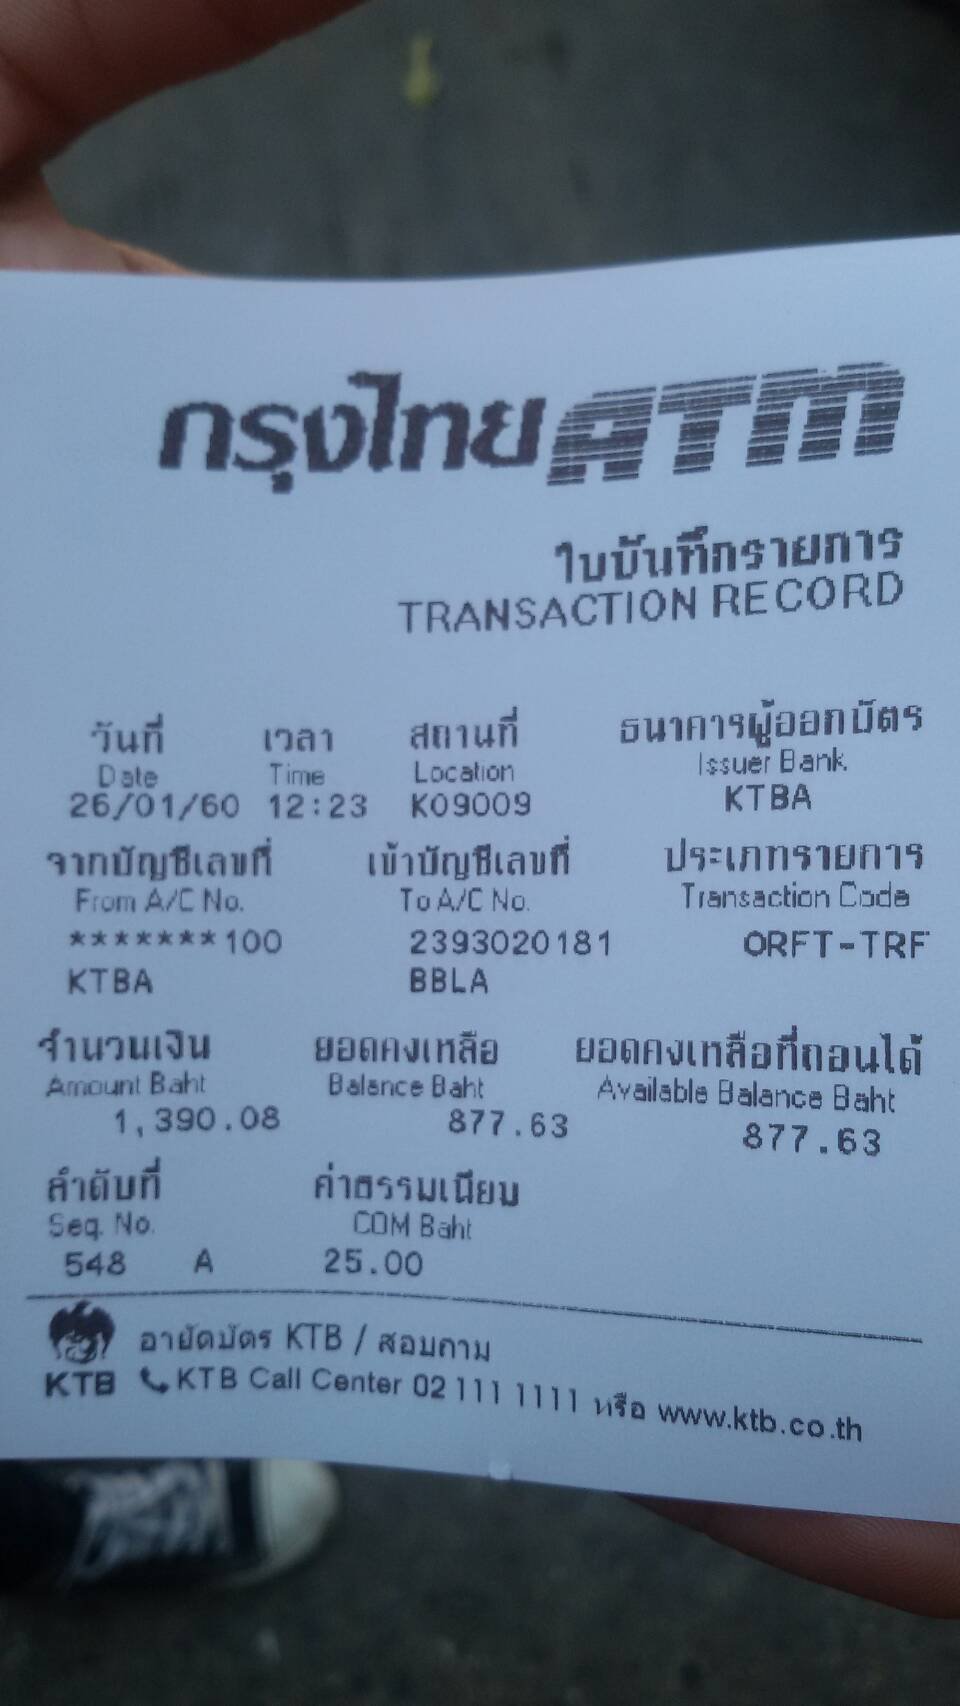 กรุงไทย ATM
ใบบันทึกรายการ
TRANSACTION RECORD
วันที่ เวลา สถานที่ ธนาคารผู้ออกบัตร
Date Time Location Issuer Bank
26/01/60 12:23 K09009 KTBA
จากบัญชีเลขที่ เข้าบัญชีเลขที่ ประเภทรายการ
From A/C No. To A/C No. Transaction Code
*******100 2393020181 ORFT-TRF
KTBA BBLA
จำนวนเงิน ยอดคงเหลือ ยอดคงเหลือที่ถอนได้
Amount Baht Balance Baht Available Balance Baht
1,390.08 877.63 877.63
ลำดับที่ ค่าธรรมเนียม
Seq. No. COM Baht
548 A 25.00
อายัดบัตร KTB / สอบถาม
KTB KTB Call Center 02 111 1111 หรือ www.ktb.co.th